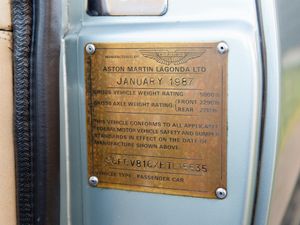 MANUFACTURED BY
ASTON MARTIN LAGONDA LTD
JANUARY 1987
GROSS VEHICLE WEIGHT RATING
GROSS AXLE WEIGHT RATING (FRONT
(REAR
THIS VEHICLE CONFORMS TO ALL APPLICABLE
FEDERAL MOTOR VEHICLE SAFETY AND BUMPER
STANDARDS IN EFFECT ON THE DATE OF
MANUFACTURE SHOWN ABOVE.
VEHICLE TYPE : PASSENGER CAR